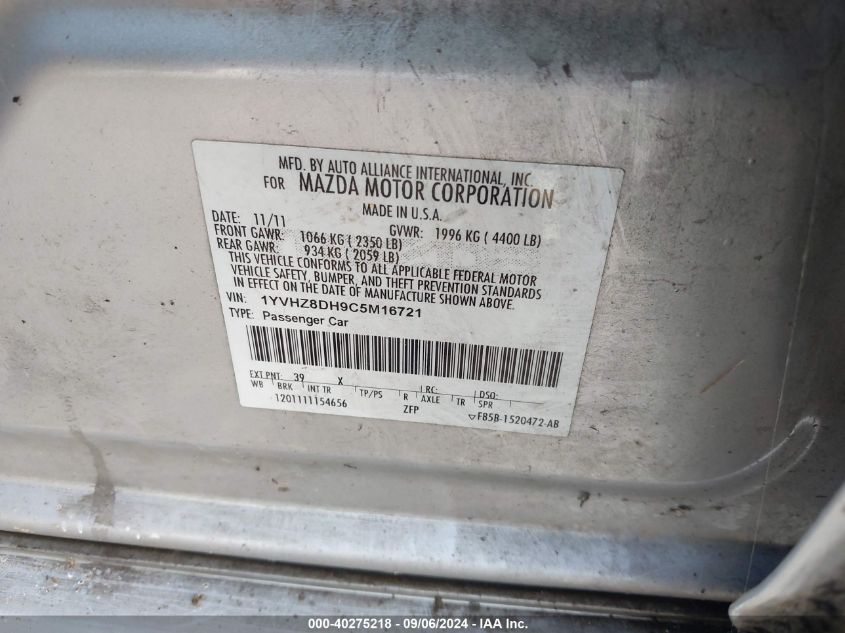 MFD. BY AUTO ALLIANCE INTERNATIONAL, INC.
FOR MAZDA MOTOR CORPORATION
MADE IN U.S.A.
DATE: 11/11 GVWR: 1996 KG ( 4400 LB)
FRONT GAWR: 1066 KG ( 2350 LB)
REAR GAWR: 934 KG ( 2059 LB)
THIS VEHICLE CONFORMS TO ALL APPLICABLE FEDERAL MOTOR
VEHICLE SAFETY, BUMPER, AND THEFT PREVENTION STANDARDS
IN EFFECT ON THE DATE OF MANUFACTURE SHOWN ABOVE.
VIN: 1YVHZ8DH9C5M16721
TYPE: Passenger Car
EXT PNT: 39 X RC: DSO:
WB BRK INT TR TP/PS R AXLE TR SPR
1201111154656 ZFP FB5B-1520472-AB
000-40275218 - 09/06/2024 - IAA Inc.